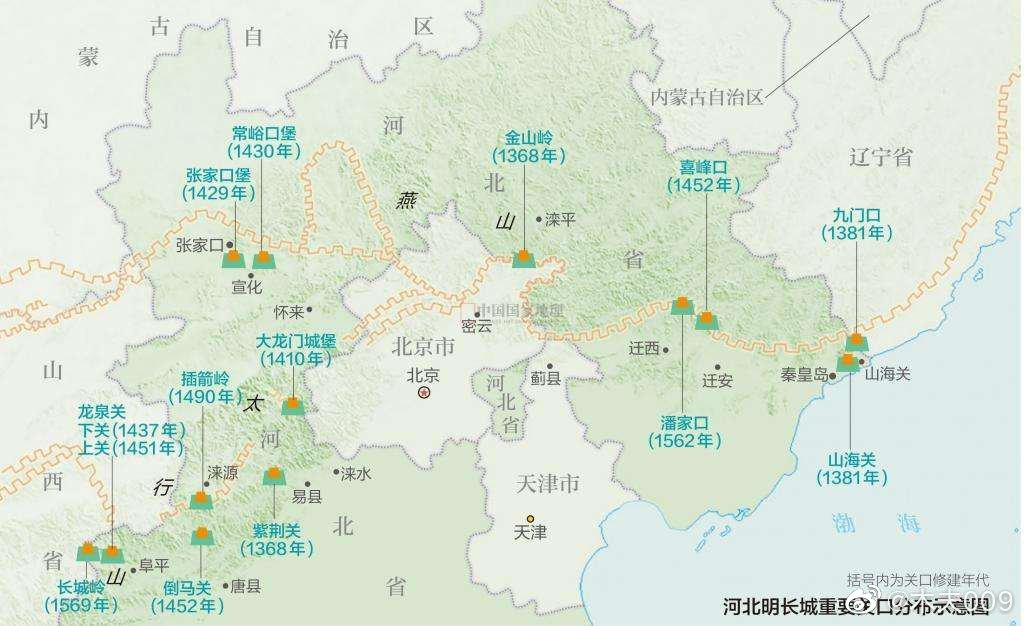 内 蒙 古 自 治 区
内蒙古自治区
辽宁省
河 北 省
燕 山
常峪口堡
(1430年)
张家口堡
(1429年)
金山岭
(1368年)
喜峰口
(1452年)
九门口
(1381年)
张家口
宣化
滦平
怀来
中国国家地理
密云
大龙门城堡
(1410年)
北京市
北京
河北省
蓟县
迁西
迁安
秦皇岛
山海关
潘家口
(1562年)
山海关
(1381年)
插箭岭
(1490年)
龙泉关
下关(1437年)
上关(1451年)
太 行 山
山 西 省
河 北 省
涞源
涞水
易县
紫荆关
(1368年)
天津市
天津
渤 海
阜平
唐县
长城岭
(1569年)
倒马关
(1452年)
括号内为关口修建年代
河北明长城重要关口分布示意图